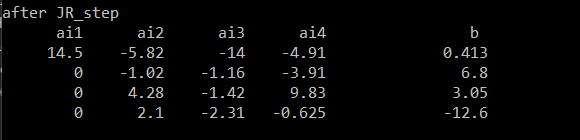 after JR_step
ai1 ai2 ai3 ai4 b
14.5 -5.82 -14 -4.91 0.413
0 -1.02 -1.16 -3.91 6.8
0 4.28 -1.42 9.83 3.05
0 2.1 -2.31 -0.625 -12.6